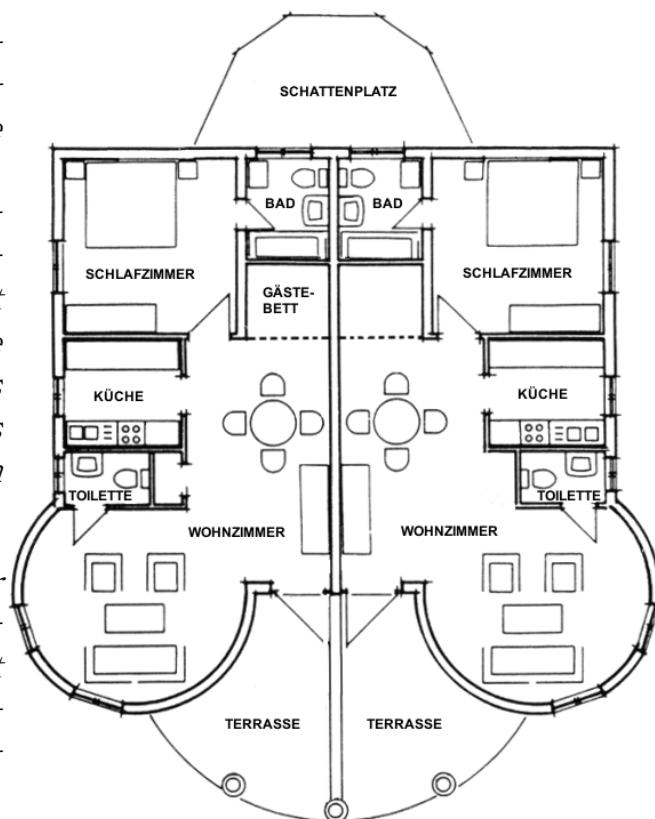 SCHATTENPLATZ
BAD BAD
SCHLAFZIMMER SCHLAFZIMMER
GÄSTE-
BETT
KÜCHE KÜCHE
TOILETTE TOILETTE
WOHNZIMMER WOHNZIMMER
TERRASSE TERRASSE